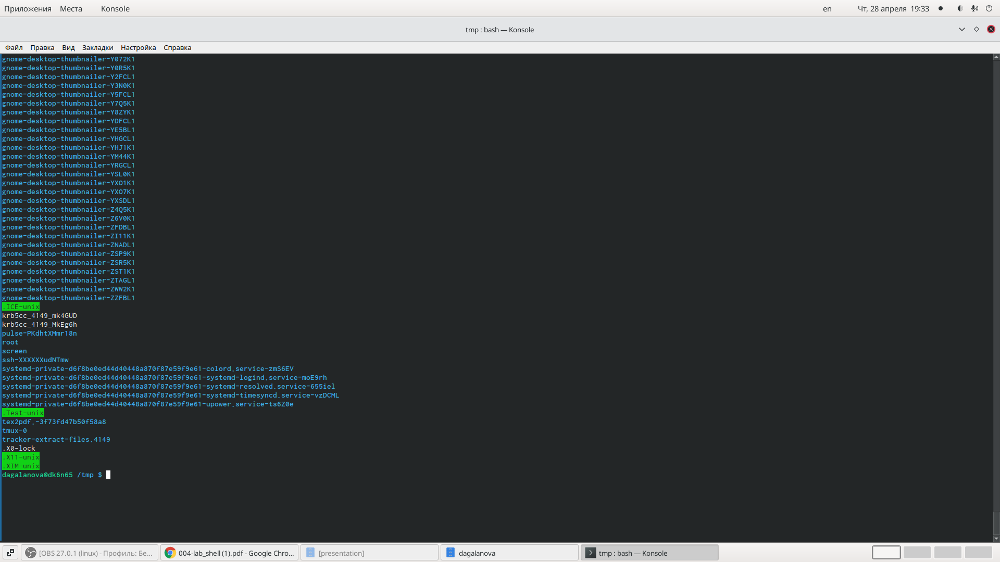 Приложения Места Konsole en Чт, 28 апреля 19:33
tmp : bash — Konsole
Файл Правка Вид Закладки Настройка Справка
gnome-desktop-thumbnailer-Y072K1
gnome-desktop-thumbnailer-Y0R5K1
gnome-desktop-thumbnailer-Y2FCL1
gnome-desktop-thumbnailer-Y3N0K1
gnome-desktop-thumbnailer-Y5FCL1
gnome-desktop-thumbnailer-Y7Q5K1
gnome-desktop-thumbnailer-Y8ZYK1
gnome-desktop-thumbnailer-YDFCL1
gnome-desktop-thumbnailer-YE5BL1
gnome-desktop-thumbnailer-YHGCL1
gnome-desktop-thumbnailer-YHJ1K1
gnome-desktop-thumbnailer-YM44K1
gnome-desktop-thumbnailer-YRGCL1
gnome-desktop-thumbnailer-YSL0K1
gnome-desktop-thumbnailer-YXO1K1
gnome-desktop-thumbnailer-YXO7K1
gnome-desktop-thumbnailer-YXSDL1
gnome-desktop-thumbnailer-Z4Q5K1
gnome-desktop-thumbnailer-Z6V0K1
gnome-desktop-thumbnailer-ZFDBL1
gnome-desktop-thumbnailer-ZI11K1
gnome-desktop-thumbnailer-ZNADL1
gnome-desktop-thumbnailer-ZSP9K1
gnome-desktop-thumbnailer-ZSR5K1
gnome-desktop-thumbnailer-ZST1K1
gnome-desktop-thumbnailer-ZTAGL1
gnome-desktop-thumbnailer-ZWW2K1
gnome-desktop-thumbnailer-ZZFBL1
.ICE-unix
krb5cc_4149_mk4GUD
krb5cc_4149_MkEg6h
pulse-PKdhtXMmr18n
root
screen
ssh-XXXXXXudNTmw
systemd-private-d6f8be0ed44d40448a870f87e59f9e61-colord.service-zmS6EV
systemd-private-d6f8be0ed44d40448a870f87e59f9e61-systemd-logind.service-moE9rh
systemd-private-d6f8be0ed44d40448a870f87e59f9e61-systemd-resolved.service-655iel
systemd-private-d6f8be0ed44d40448a870f87e59f9e61-systemd-timesyncd.service-vzDCML
systemd-private-d6f8be0ed44d40448a870f87e59f9e61-upower.service-ts6Z0e
.Test-unix
tex2pdf.-3f73fd47b50f58a8
tmux-0
tracker-extract-files.4149
.X0-lock
.X11-unix
.XIM-unix
dagalanova@dk6n65 /tmp $
[OBS 27.0.1 (linux) - Профиль: Бе... 004-lab_shell (1).pdf - Google Chro... [presentation] dagalanova tmp : bash — Konsole